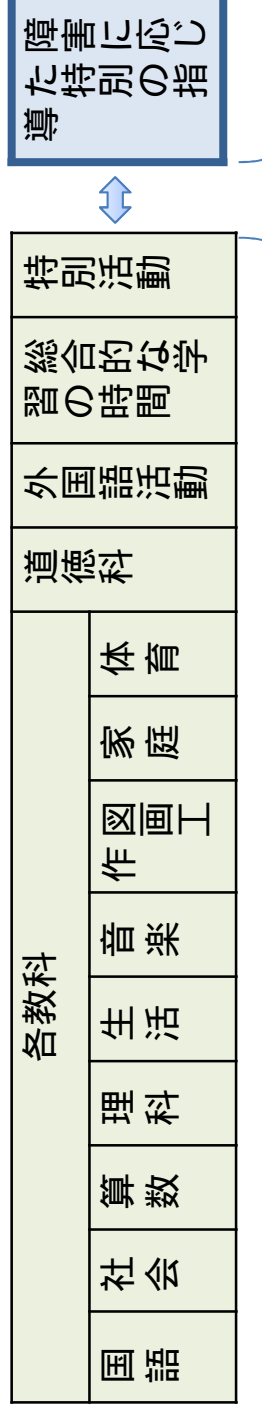 各教科
国語
社会
算数
理科
生活
音楽
図画工作
家庭
体育
道徳科
外国語活動
総合的な学
習の時間
特別活動
障害に応じ
た特別の指
導